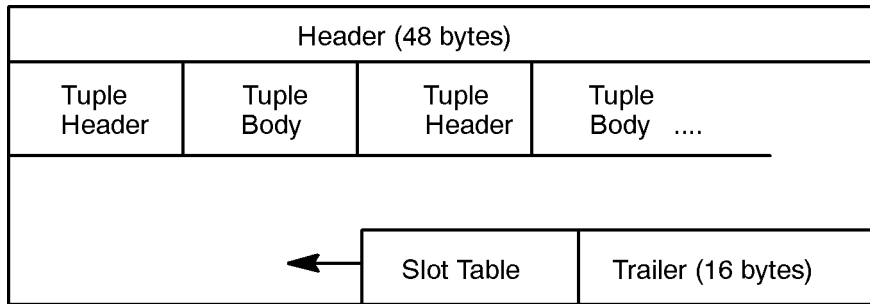 Header (48 bytes)
Tuple Header
Tuple Body
Tuple Header
Tuple Body ....
Slot Table
Trailer (16 bytes)